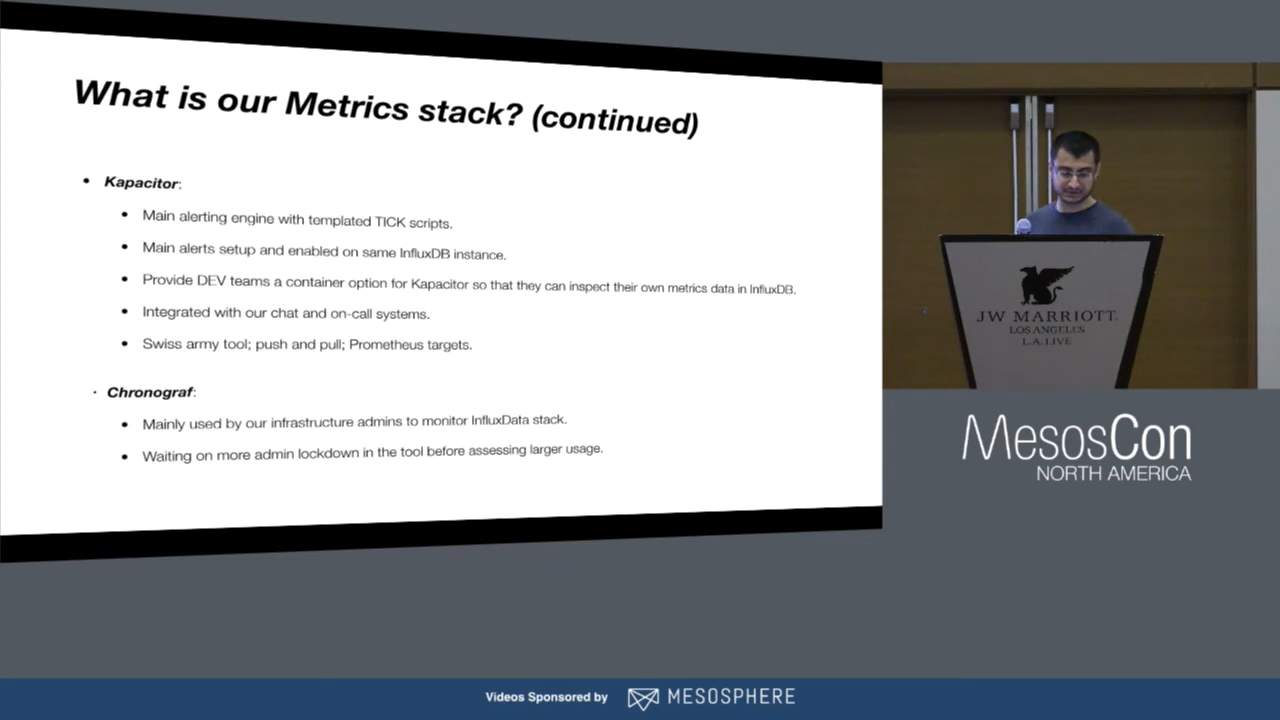 What is our Metrics stack? (continued)
• Kapacitor:
• Main alerting engine with templated TICK scripts.
• Main alerts setup and enabled on same InfluxDB instance.
• Provide DEV teams a container option for Kapacitor so that they can inspect their own metrics data in InfluxDB.
• Integrated with our chat and on-call systems.
• Swiss army tool; push and pull; Prometheus targets.
· Chronograf:
• Mainly used by our infrastructure admins to monitor InfluxData stack.
• Waiting on more admin lockdown in the tool before assessing larger usage.
JW MARRIOTT
LOS ANGELES
L.A. LIVE
MesosCon
NORTH AMERICA
Videos Sponsored by MESOSPHERE